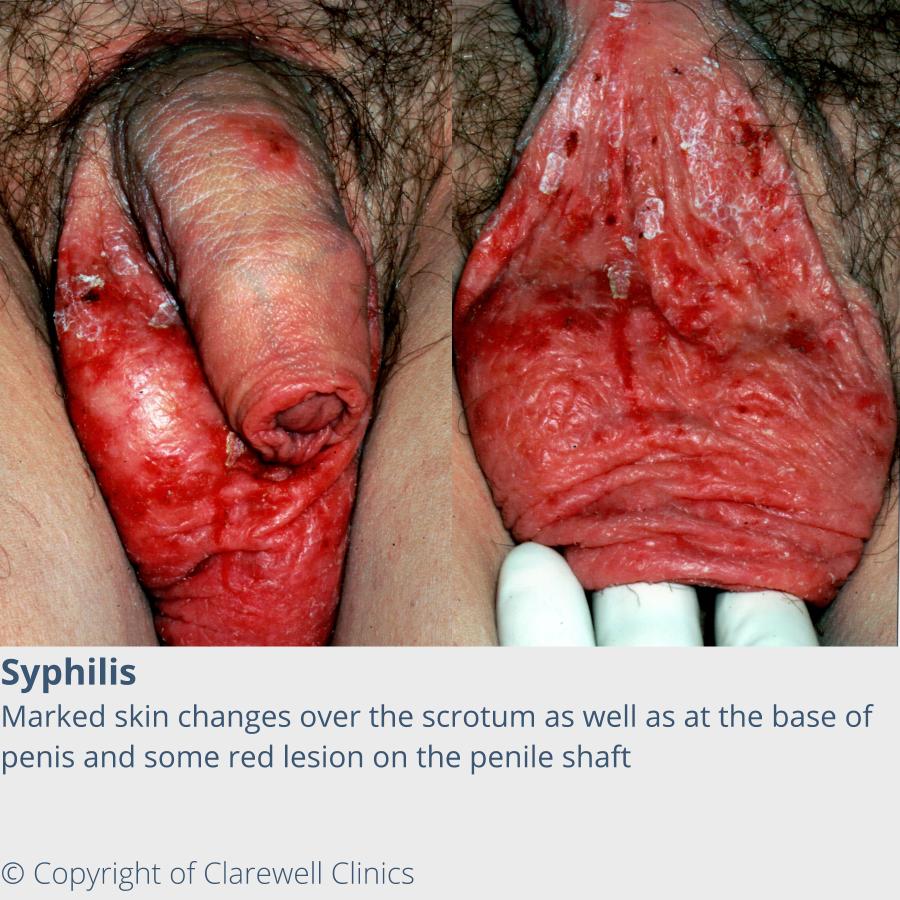 Syphilis
Marked skin changes over the scrotum as well as at the base of
penis and some red lesion on the penile shaft
© Copyright of Clarewell Clinics